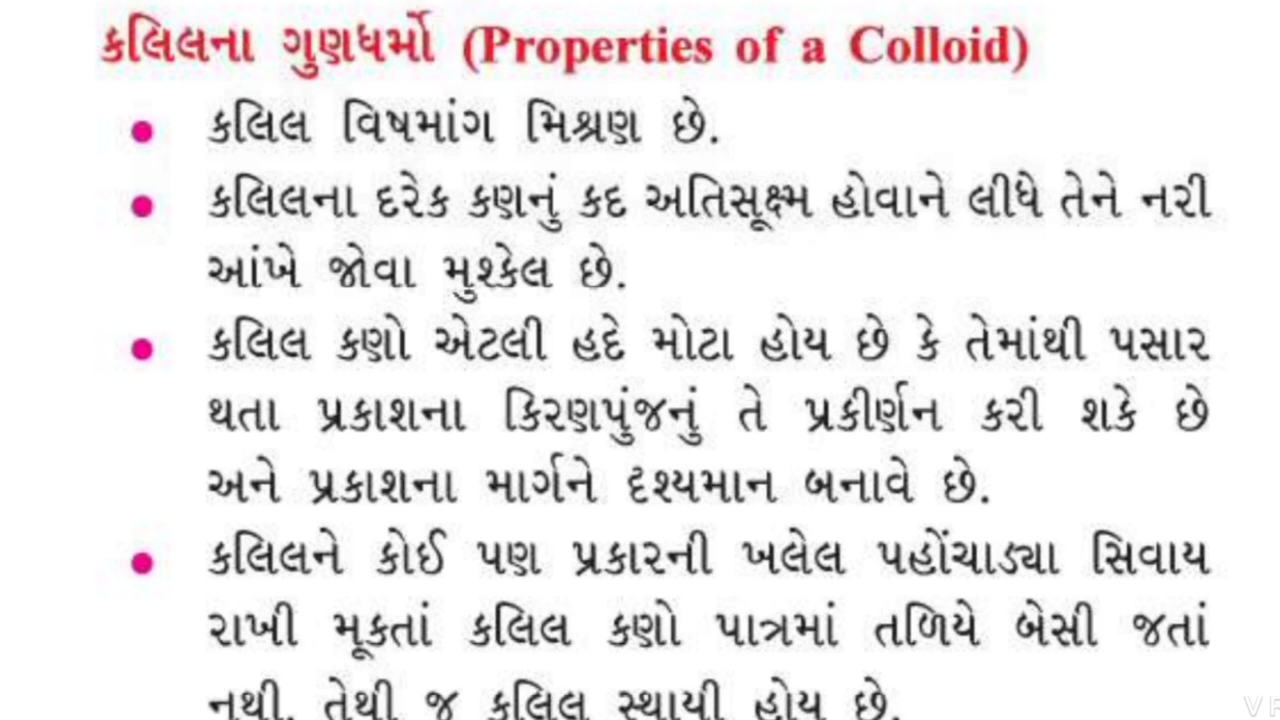 કલિલના ગુણધર્મો (Properties of a Colloid)
• કલિલ વિષમાંગ મિશ્રણ છે.
• કલિલના દરેક કણનું કદ અતિસૂક્ષ્મ હોવાને લીધે તેને નરી
આંખે જોવા મુશ્કેલ છે.
• કલિલ કણો એટલી હદે મોટા હોય છે કે તેમાંથી પસાર
થતા પ્રકાશના કિરણપુંજનું તે પ્રકીર્ણન કરી શકે છે
અને પ્રકાશના માર્ગને દૃશ્યમાન બનાવે છે.
• કલિલને કોઈ પણ પ્રકારની ખલેલ પહોંચાડ્યા સિવાય
રાખી મૂકતાં કલિલ કણો પાત્રમાં તળિયે બેસી જતાં
નથી. તેથી જ કલિલ સ્થાયી હોય છે.